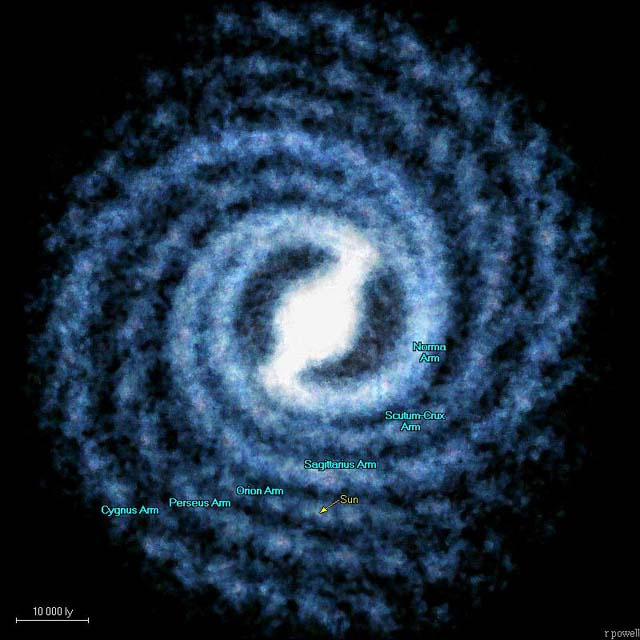 Norma
Arm
Scutum-Crux
Arm
Sagittarius Arm
Orion Arm
Sun
Perseus Arm
Cygnus Arm
10 000 ly
r powell